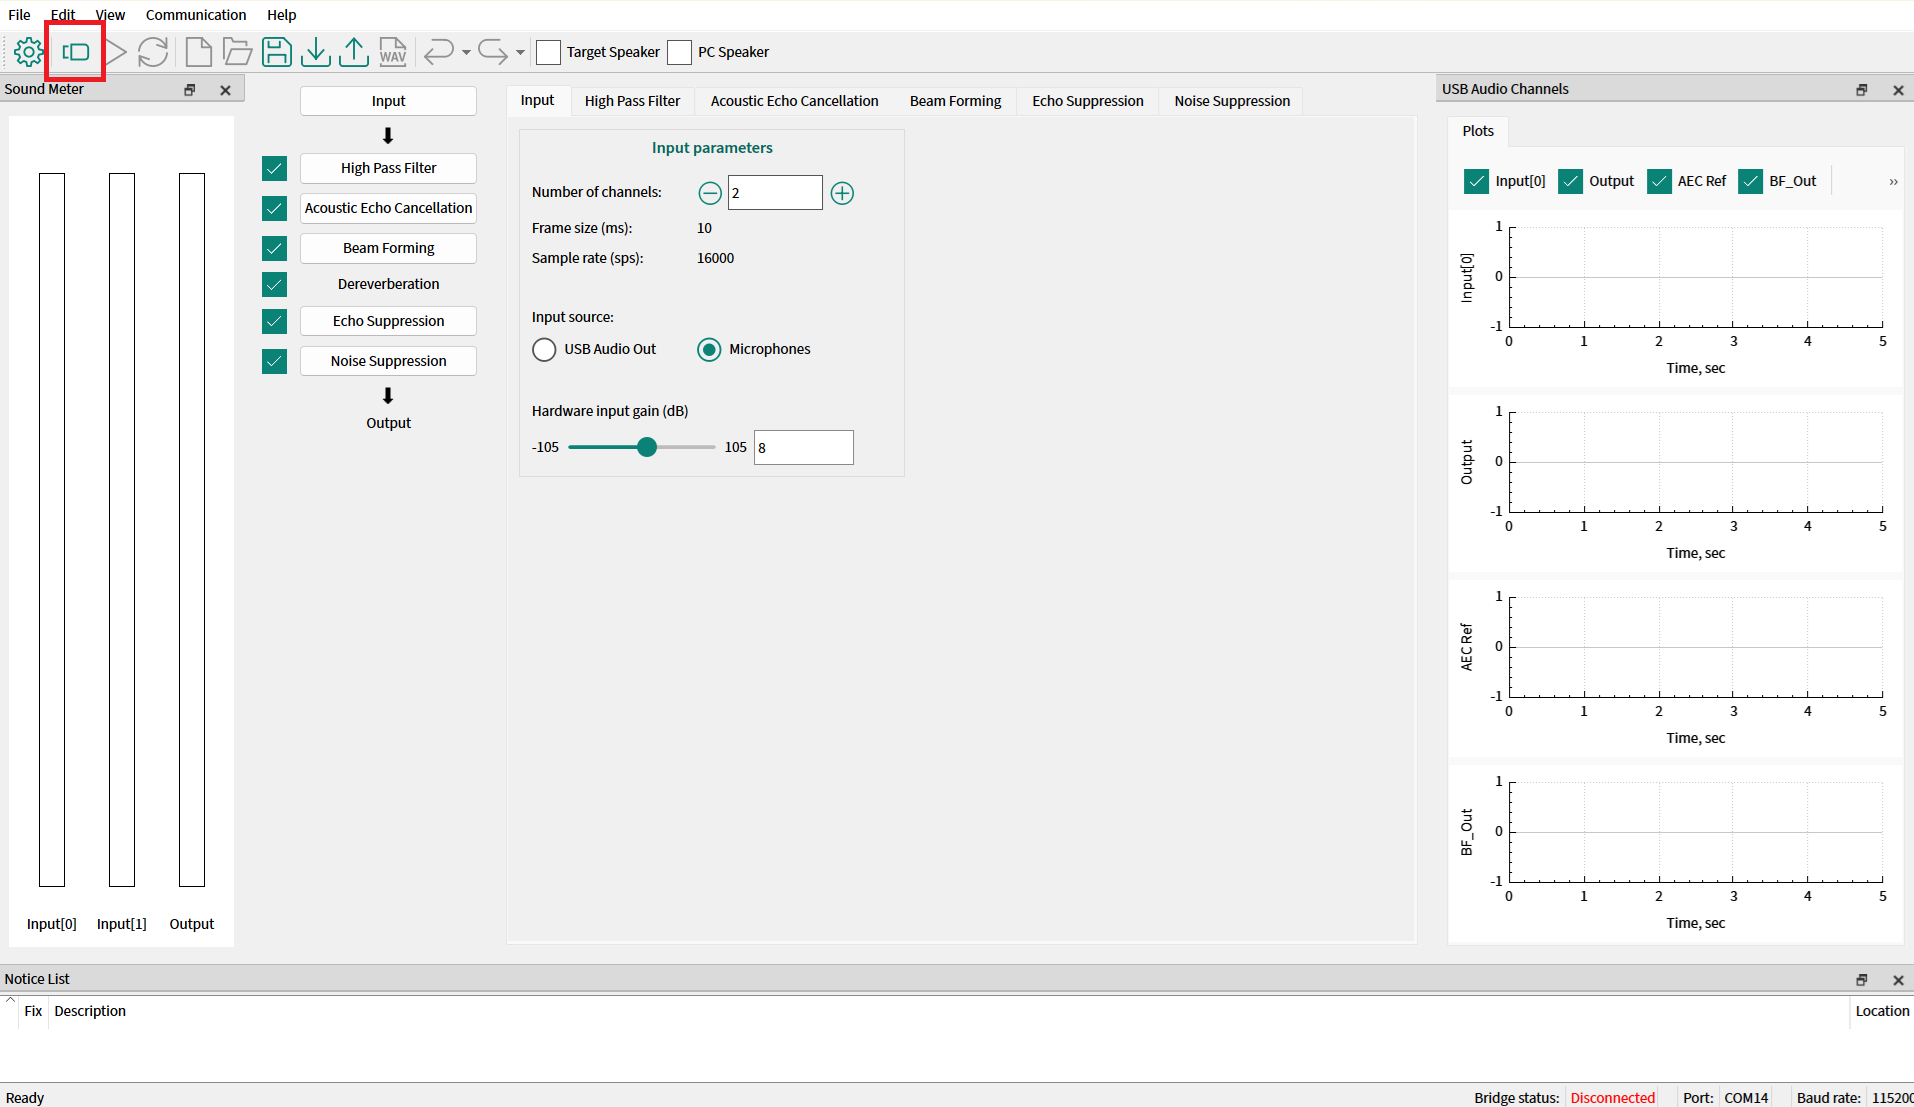 File Edit View Communication Help
WAV Target Speaker PC Speaker
Sound Meter
Input[0] Input[1] Output
Input
High Pass Filter
Acoustic Echo Cancellation
Beam Forming
Dereverberation
Echo Suppression
Noise Suppression
Output
Input High Pass Filter Acoustic Echo Cancellation Beam Forming Echo Suppression Noise Suppression
Input parameters
Number of channels: 2
Frame size (ms): 10
Sample rate (sps): 16000
Input source:
USB Audio Out Microphones
Hardware input gain (dB)
-105 105 8
USB Audio Channels
Plots
Input[0] Output AEC Ref BF_Out »
Input[0]
1
0
-1
0 1 2 3 4 5
Time, sec
Output
1
0
-1
0 1 2 3 4 5
Time, sec
AEC Ref
1
0
-1
0 1 2 3 4 5
Time, sec
BF_Out
1
0
-1
0 1 2 3 4 5
Time, sec
Notice List
Fix Description Location
Ready Bridge status: Disconnected Port: COM14 Baud rate: 115200